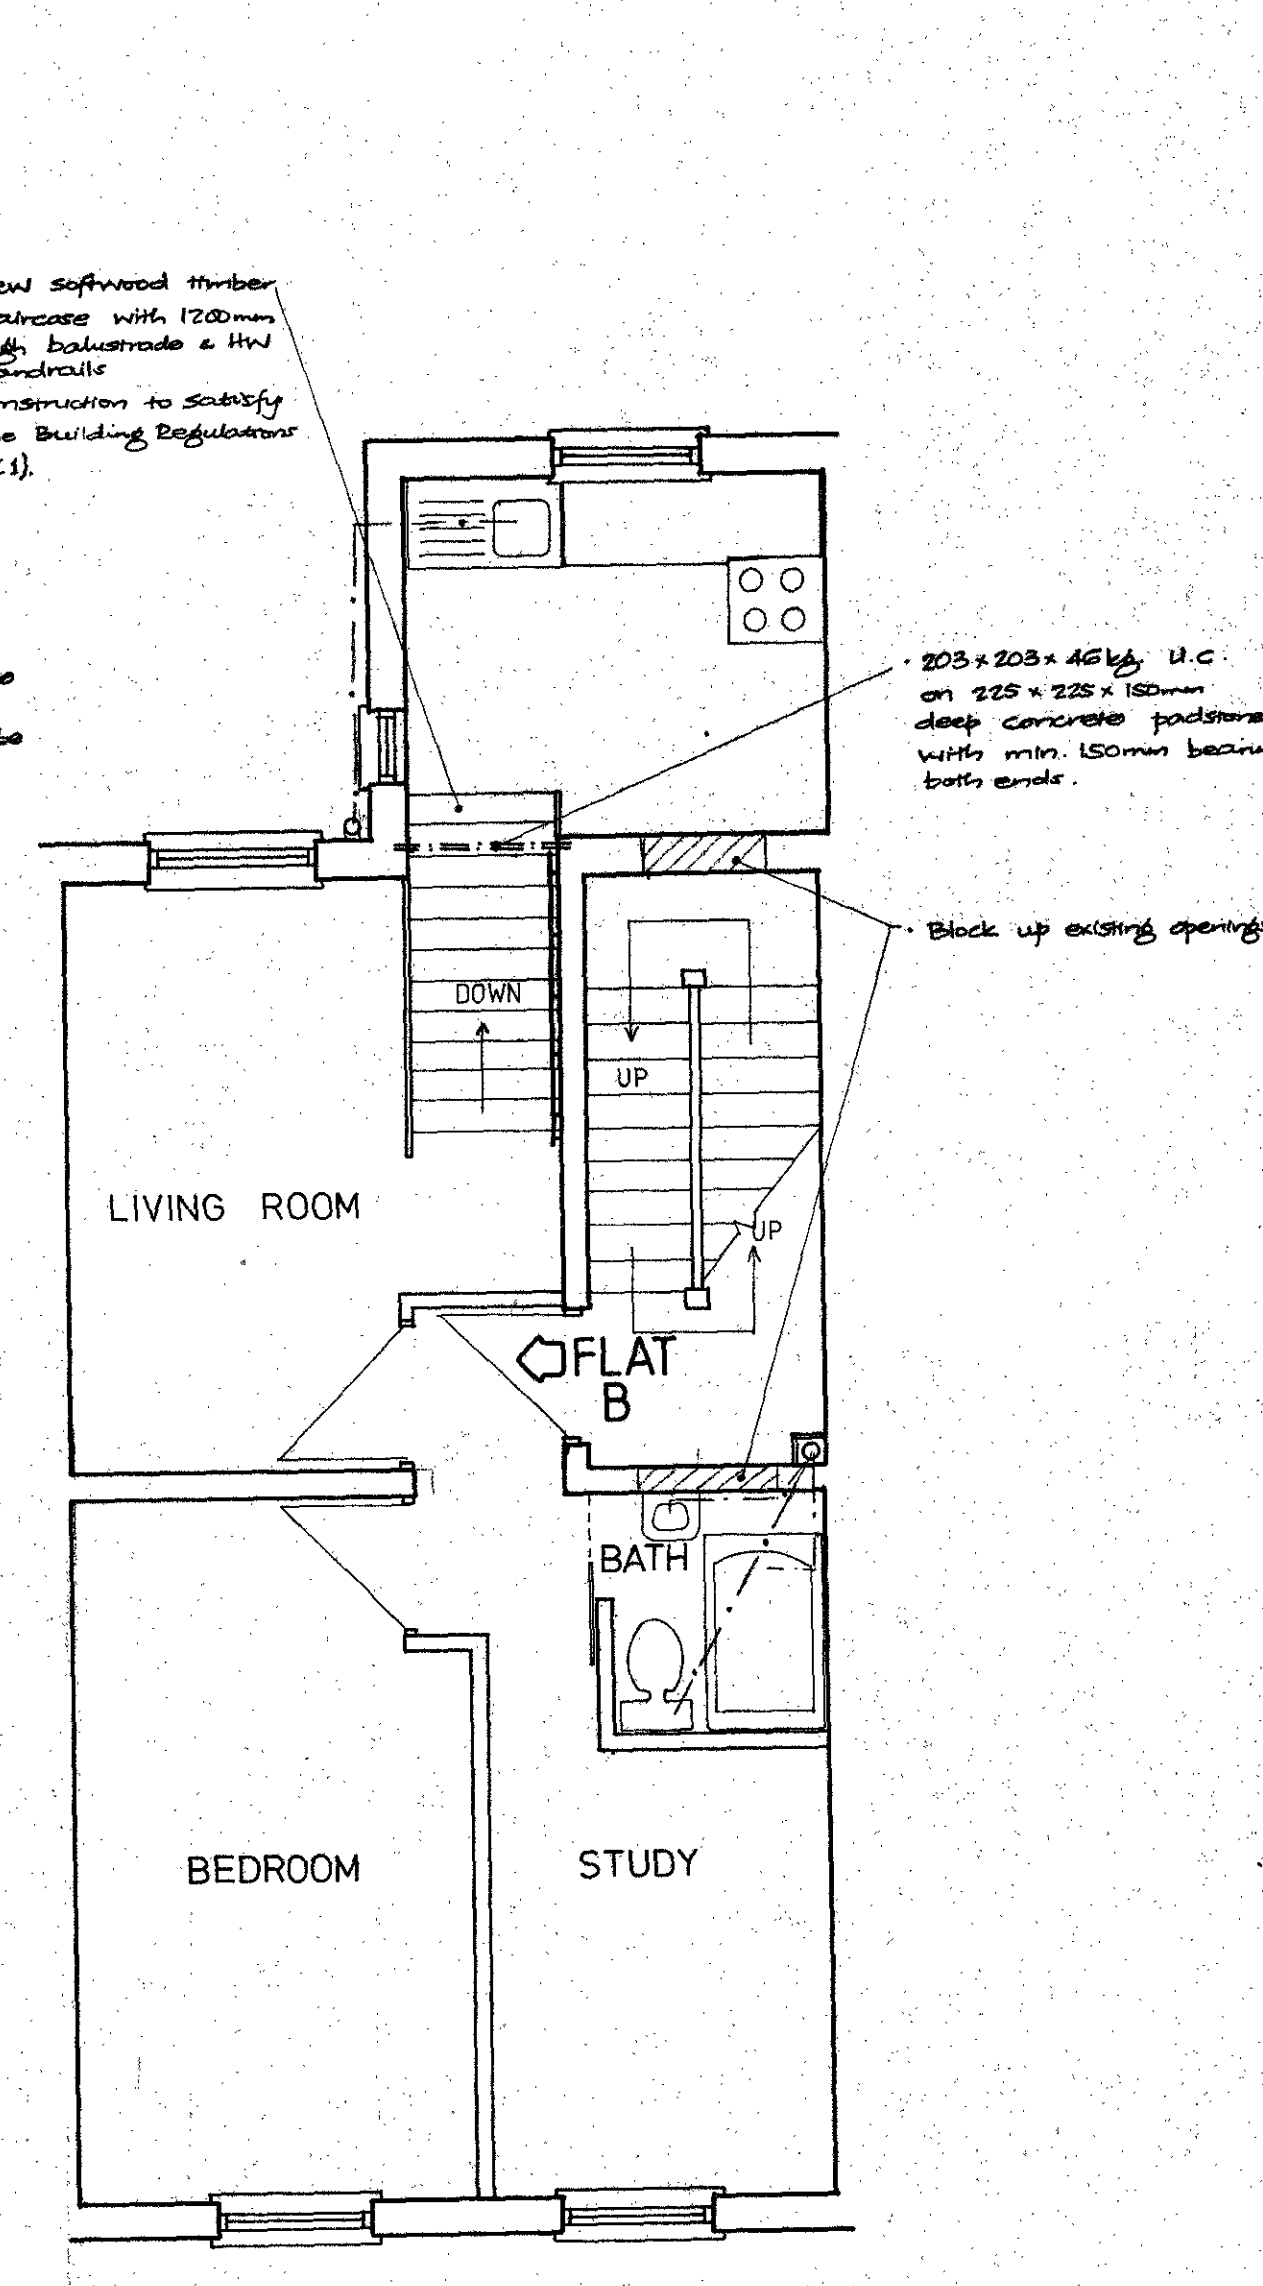 ew softwood timber
aircase with 1200mm
gh balustrade & HW
andrails
nstruction to satisfy
e Building Regulations
1).
o
be
203 x 203 x 46kg. U.C.
on 225 x 225 x 150mm
deep concrete padstone
with min. 150mm bearin
both ends.
Block up existing openings
DOWN
UP
LIVING ROOM
UP
FLAT
B
BATH
BEDROOM
STUDY